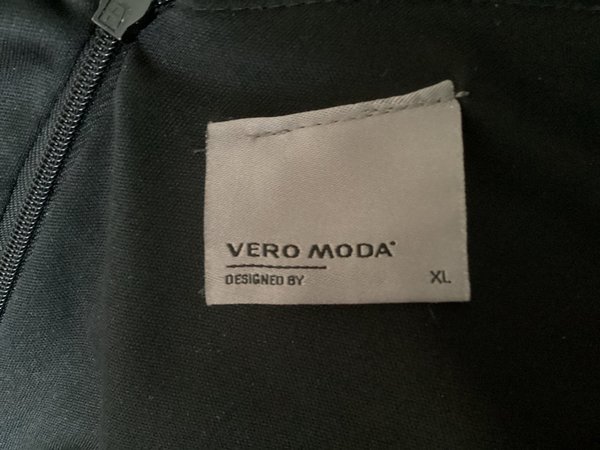 VERO MODA
DESIGNED BY
XL